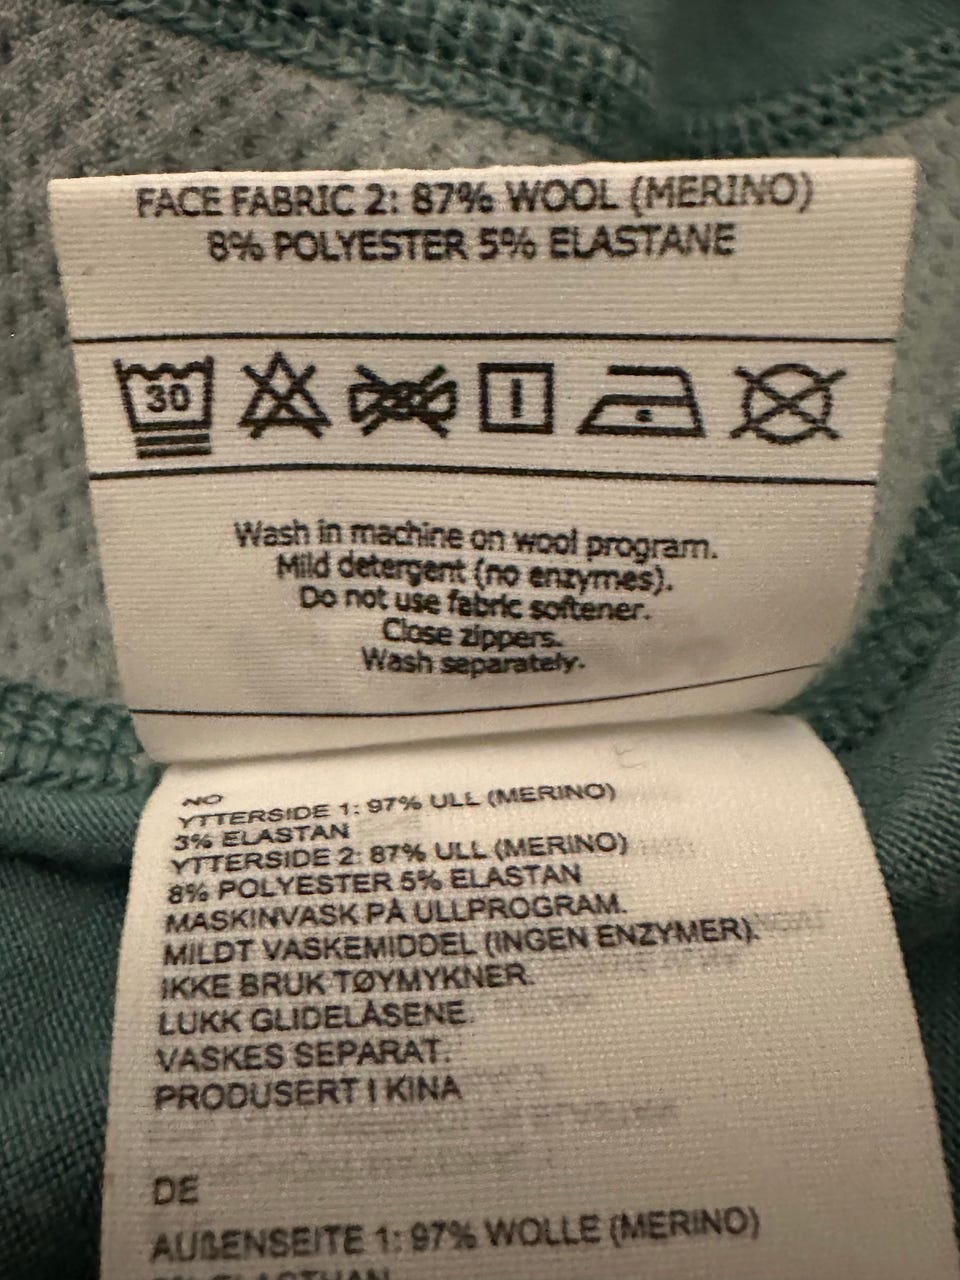 FACE FABRIC 2: 87% WOOL (MERINO)
8% POLYESTER 5% ELASTANE
30
Wash in machine on wool program.
Mild detergent (no enzymes).
Do not use fabric softener.
Close zippers.
Wash separately.
NO
YTTERSIDE 1: 97% ULL (MERINO)
3% ELASTAN
YTTERSIDE 2: 87% ULL (MERINO)
8% POLYESTER 5% ELASTAN
MASKINVASK PÅ ULLPROGRAM.
MILDT VASKEMIDDEL (INGEN ENZYMER).
IKKE BRUK TØYMYKNER.
LUKK GLIDELÅSENE.
VASKES SEPARAT.
PRODUSERT I KINA
DE
AUßENSEITE 1: 97% WOLLE (MERINO)